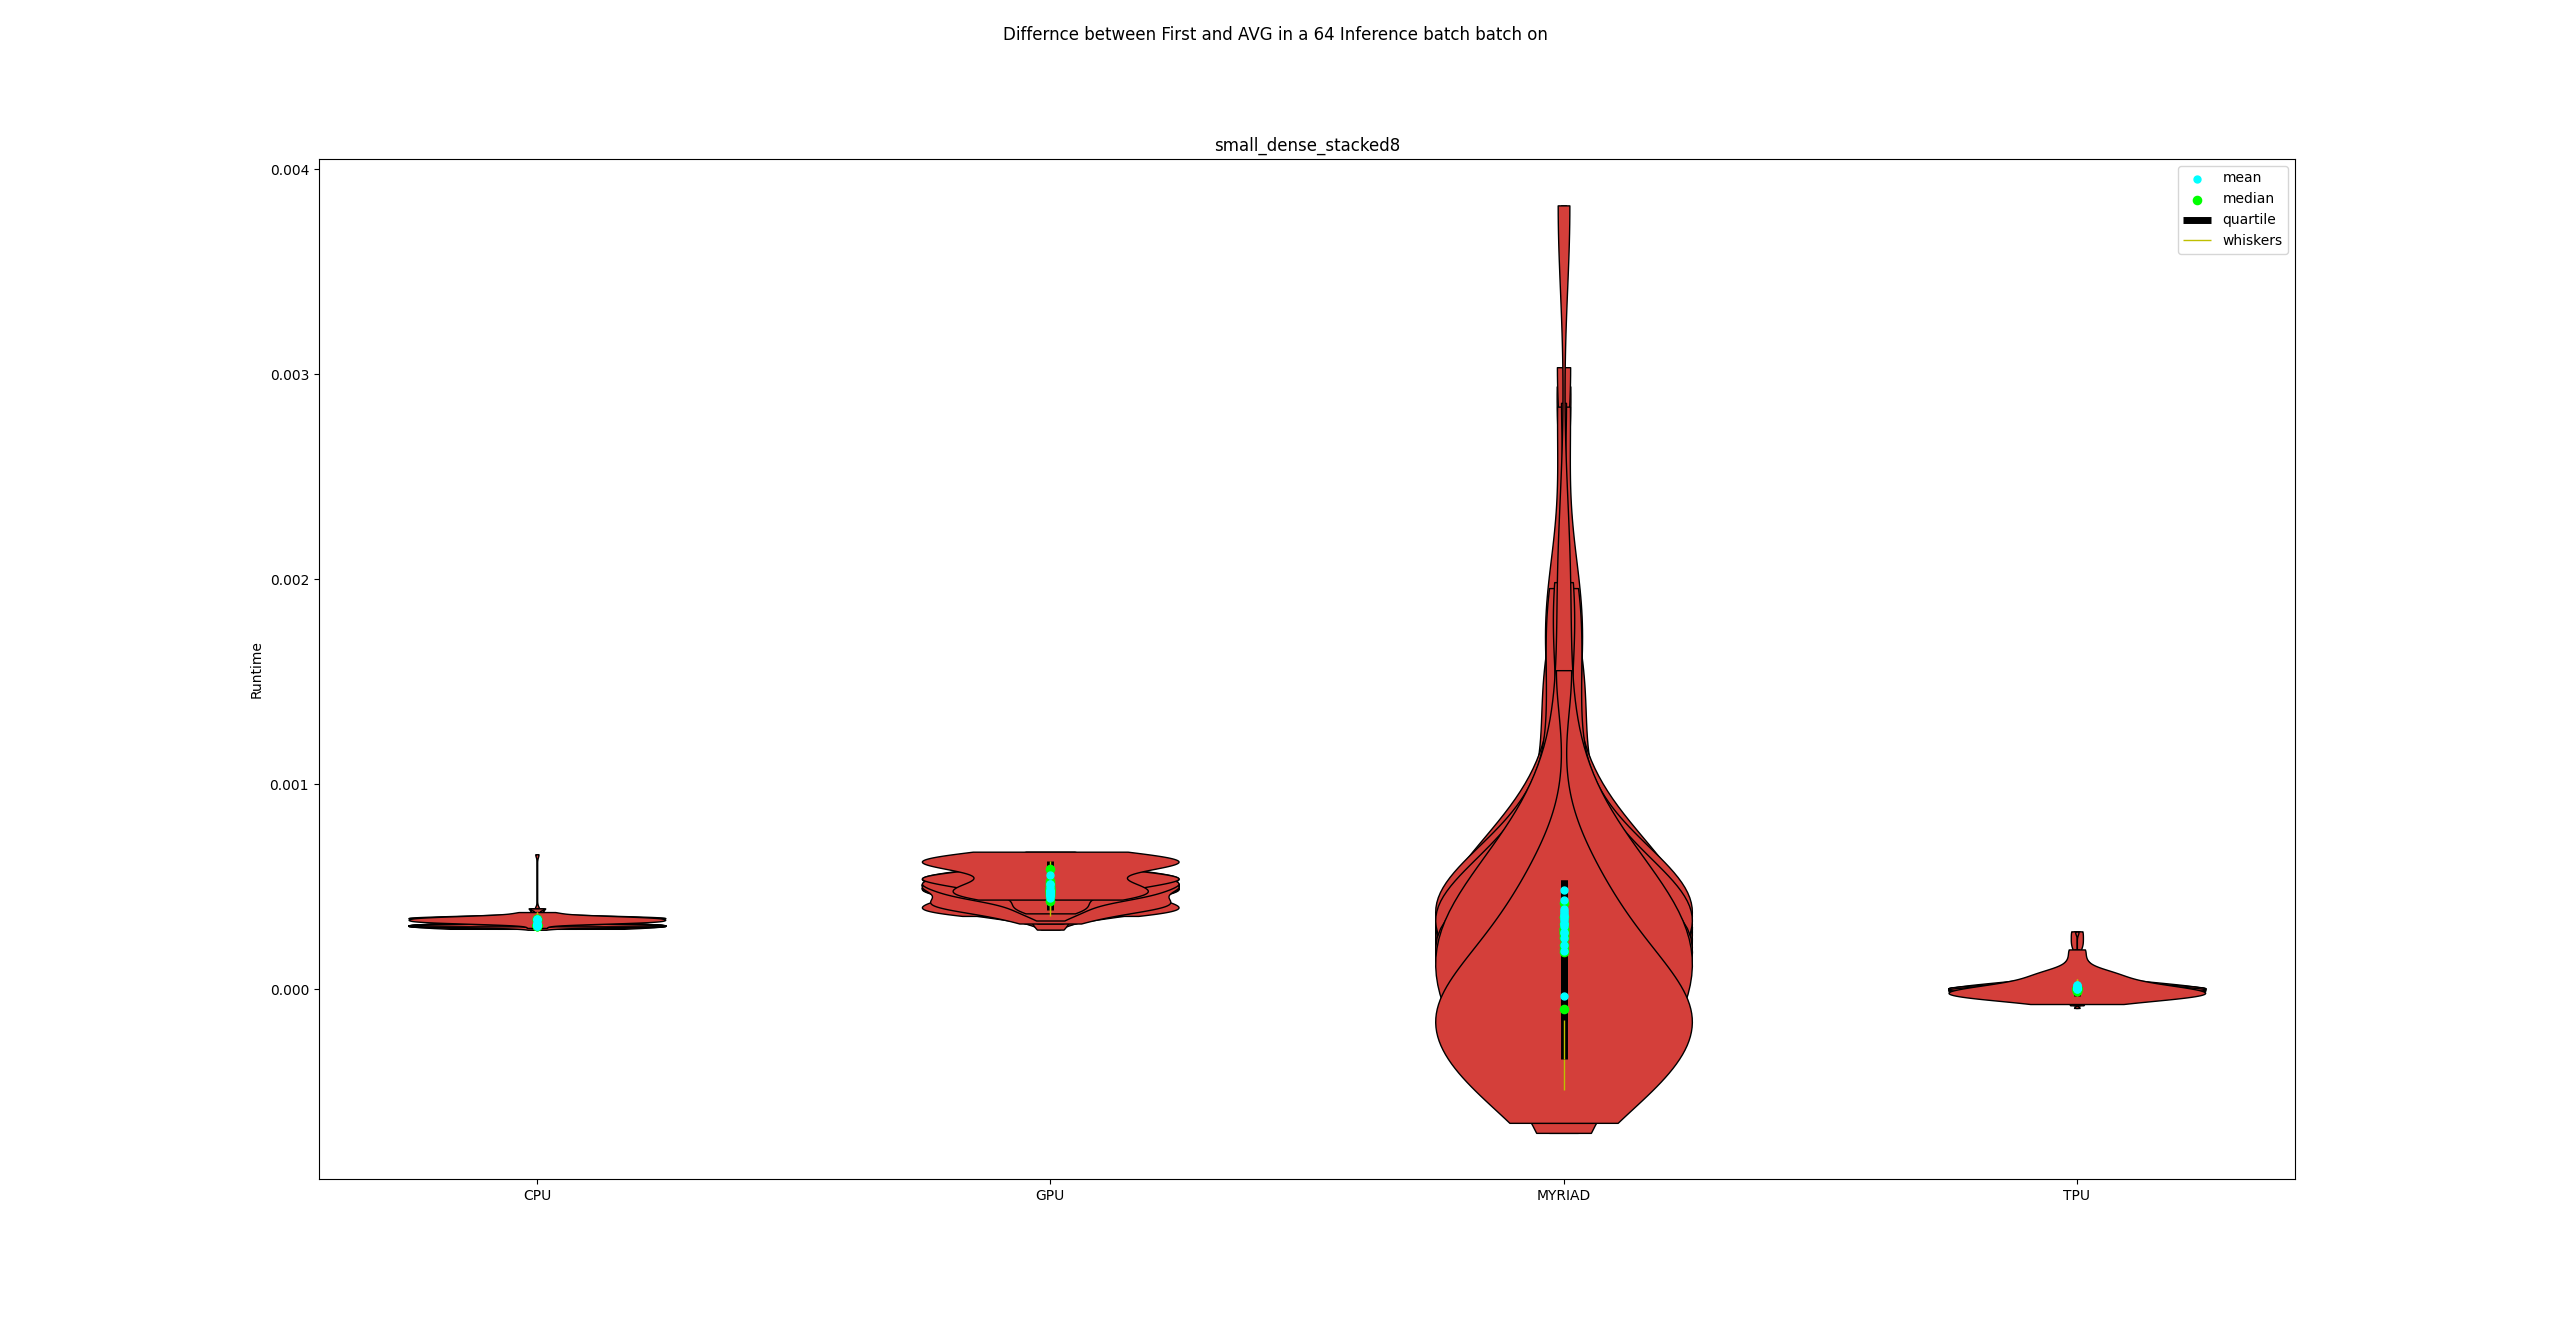 Differnce between First and AVG in a 64 Inference batch batch on
small_dense_stacked8
0.004
0.003
0.002
0.001
0.000
Runtime
mean
median
quartile
whiskers
CPU
GPU
MYRIAD
TPU